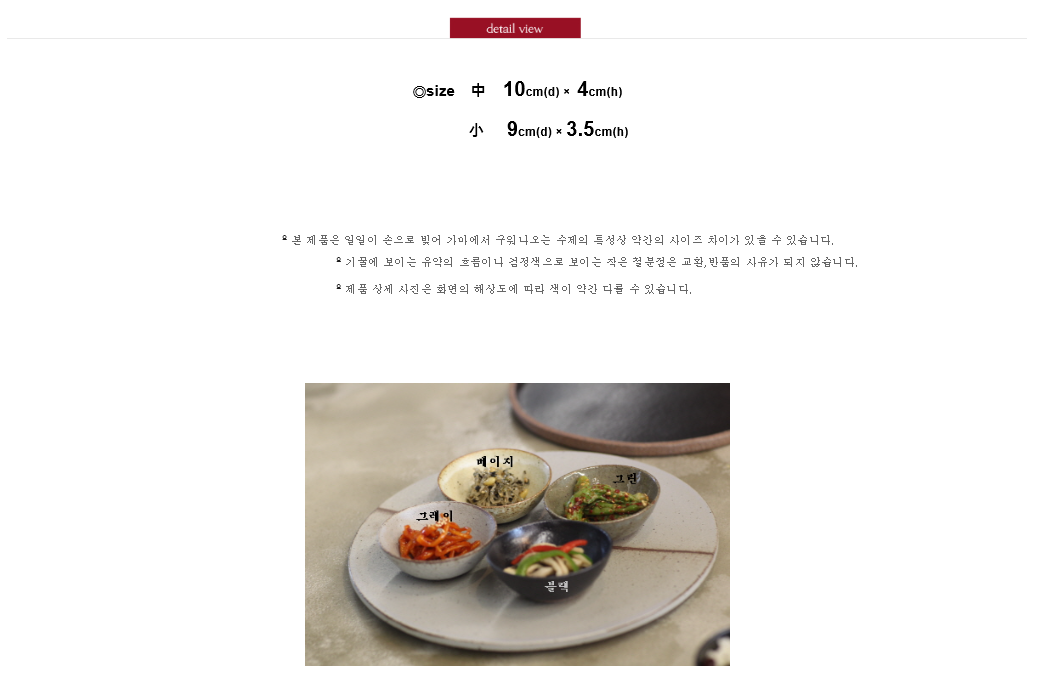 detail view
◎size 中 10cm(d) × 4cm(h)
小 9cm(d) × 3.5cm(h)
본 제품은 일일이 손으로 빚어 가마에서 구워나오는 수제의 특성상 약간의 사이즈 차이가 있을 수 있습니다.
기물에 보이는 유약의 흐름이나 검정색으로 보이는 작은 철분점은 교환,반품의 사유가 되지 않습니다.
제품 상세 사진은 화면의 해상도에 따라 색이 약간 다를 수 있습니다.
베이지
그린
그레이
블랙